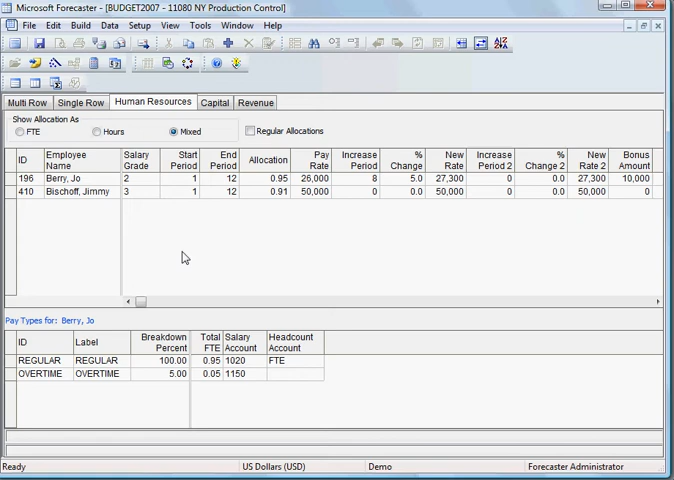 Microsoft Forecaster - [BUDGET2007 - 11080 NY Production Control]
File Edit Build Data Setup View Tools Window Help
Multi Row Single Row Human Resources Capital Revenue
Show Allocation As
FTE Hours Mixed Regular Allocations
ID Employee Name Salary Grade Start Period End Period Allocation Pay Rate Increase Period % Change New Rate Increase Period 2 % Change 2 New Rate 2 Bonus Amount
196 Berry, Jo 2 1 12 0.95 26,000 8 5.0 27,300 0 0.0 27,300 10,000
410 Bischoff, Jimmy 3 1 12 0.91 50,000 0 0.0 50,000 0 0.0 50,000 0
Pay Types for: Berry, Jo
ID Label Breakdown Percent Total FTE Salary Account Headcount Account
REGULAR REGULAR 100.00 0.95 1020 FTE
OVERTIME OVERTIME 5.00 0.05 1150
Ready US Dollars (USD) Demo Forecaster Administrator